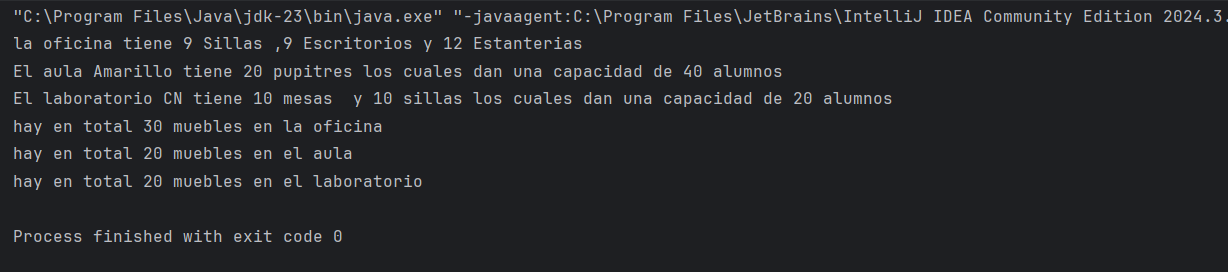 "C:\Program Files\Java\jdk-23\bin\java.exe" "-javaagent:C:\Program Files\JetBrains\IntelliJ IDEA Community Edition 2024.3.
la oficina tiene 9 Sillas ,9 Escritorios y 12 Estanterias
El aula Amarillo tiene 20 pupitres los cuales dan una capacidad de 40 alumnos
El laboratorio CN tiene 10 mesas  y 10 sillas los cuales dan una capacidad de 20 alumnos
hay en total 30 muebles en la oficina
hay en total 20 muebles en el aula
hay en total 20 muebles en el laboratorio
Process finished with exit code 0